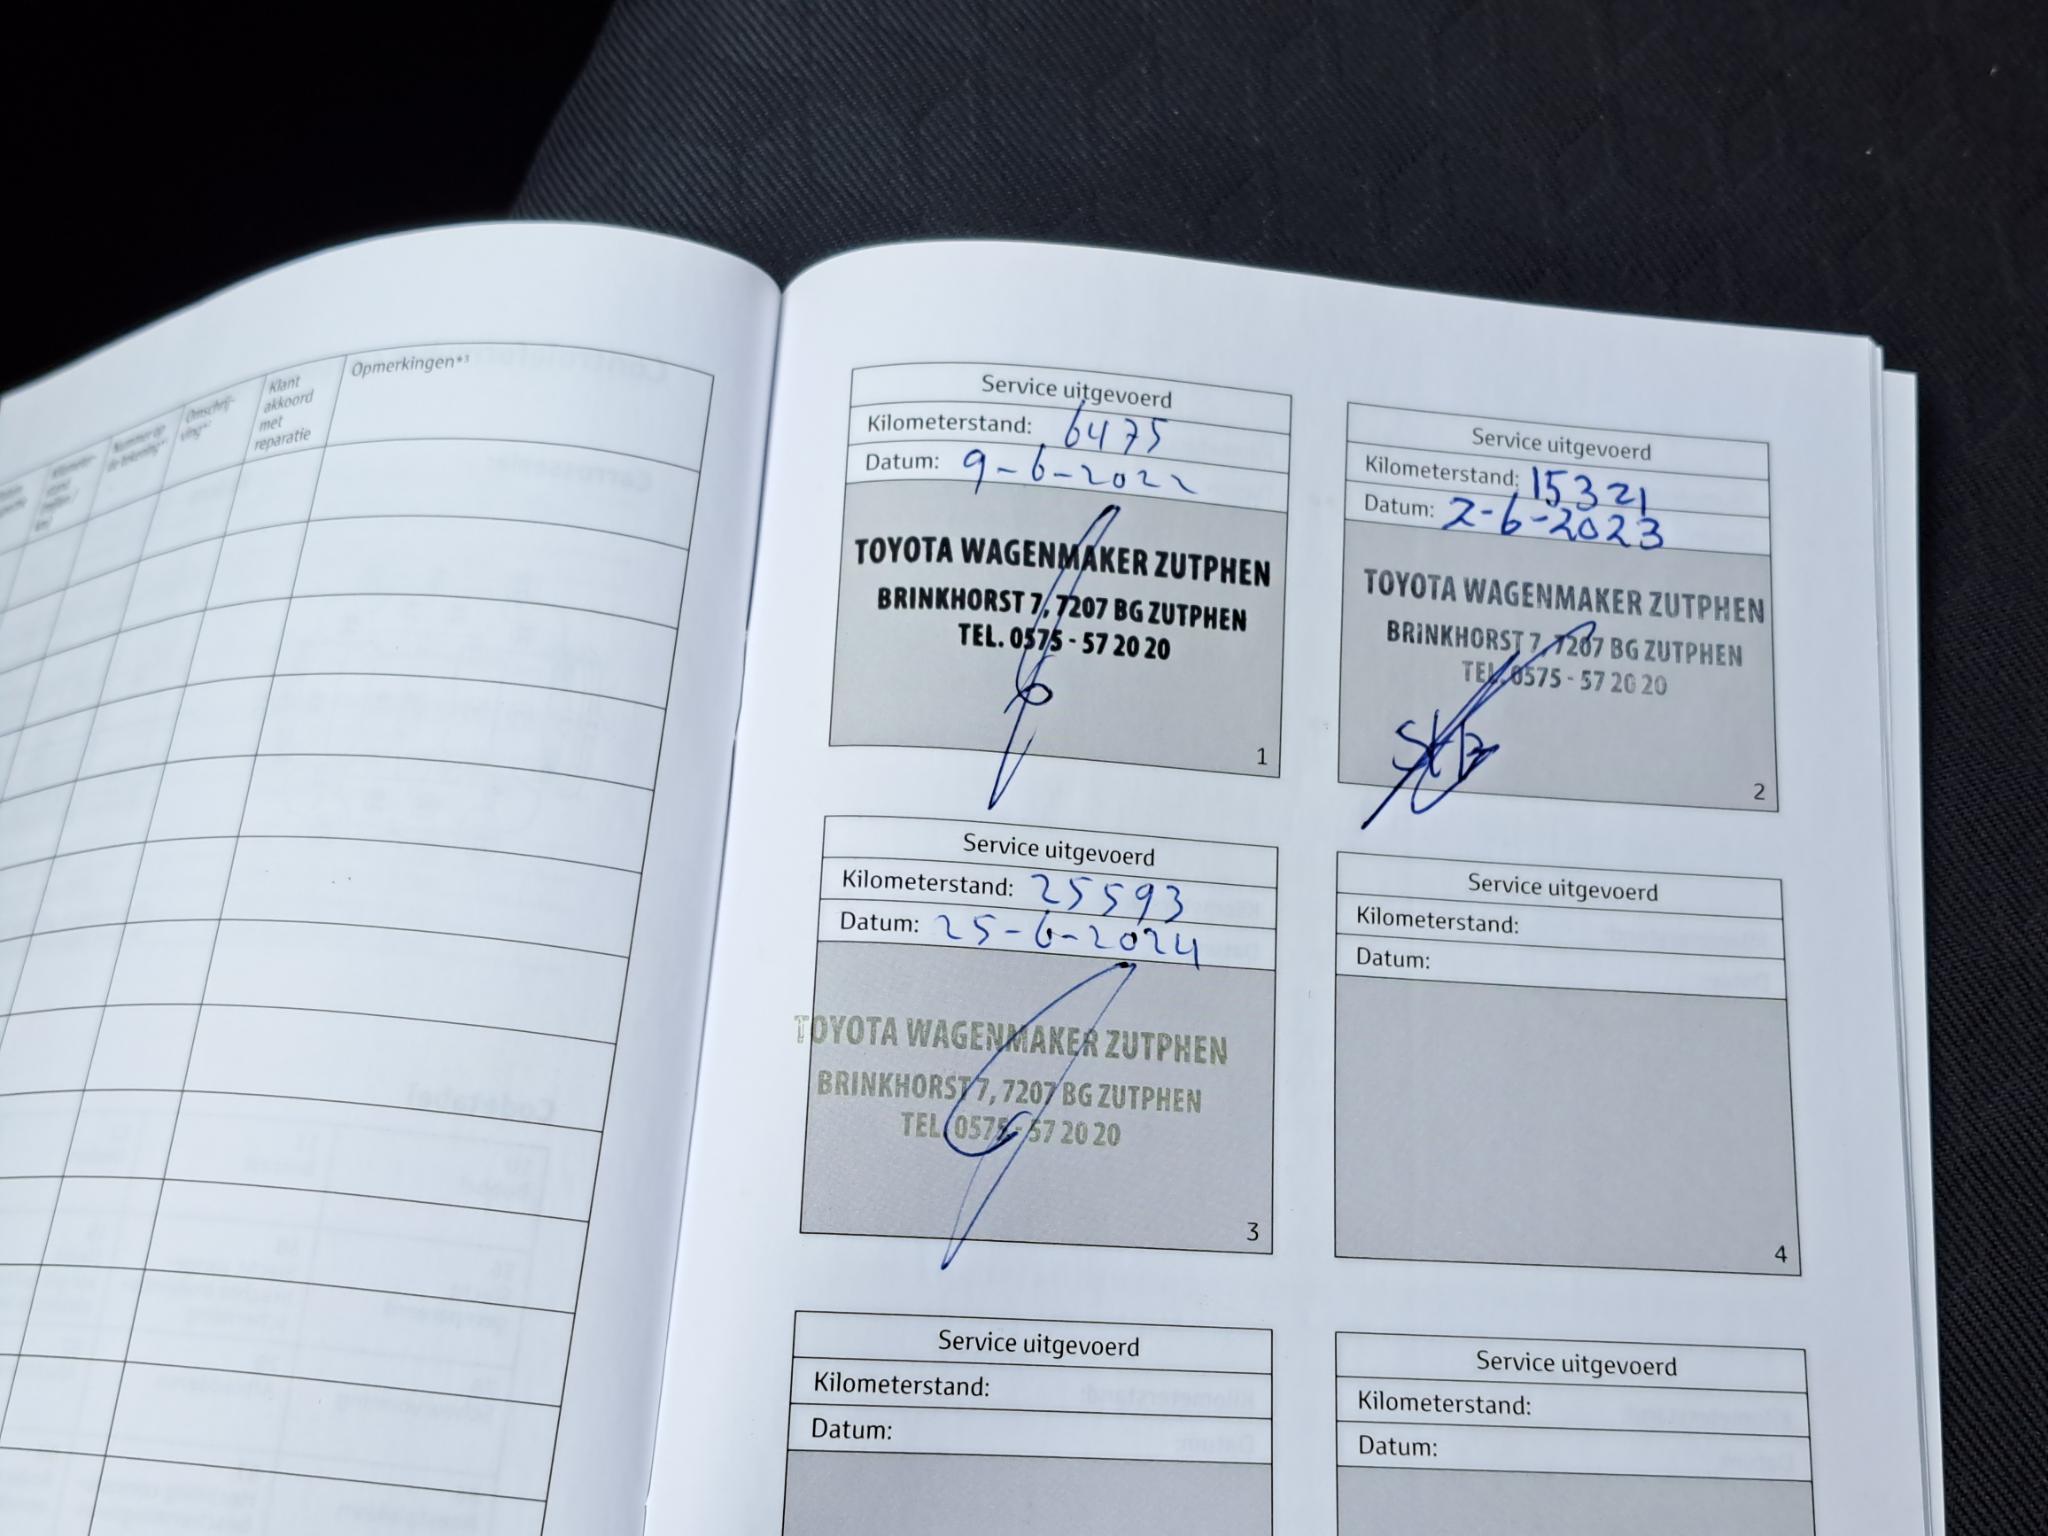 Klant
akkoord
met
reparatie
Opmerkingen*³
Service uitgevoerd
Kilometerstand: 6475
Datum: 9-6-2022
TOYOTA WAGENMAKER ZUTPHEN
BRINKHORST 7, 7207 BG ZUTPHEN
TEL. 0575 - 57 20 20
1
Service uitgevoerd
Kilometerstand: 15321
Datum: 2-6-2023
TOYOTA WAGENMAKER ZUTPHEN
BRINKHORST 7, 7207 BG ZUTPHEN
TEL. 0575 - 57 20 20
2
Service uitgevoerd
Kilometerstand: 25593
Datum: 25-6-2024
TOYOTA WAGENMAKER ZUTPHEN
BRINKHORST 7, 7207 BG ZUTPHEN
TEL. 0575 - 57 20 20
3
Service uitgevoerd
Kilometerstand:
Datum:
4
Service uitgevoerd
Kilometerstand:
Datum:
Service uitgevoerd
Kilometerstand:
Datum: